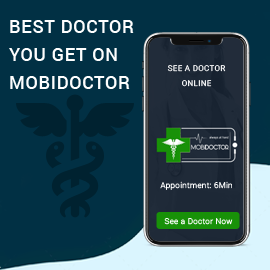 BEST DOCTOR
YOU GET ON
MOBIDOCTOR
SEE A DOCTOR
ONLINE
MOBIDOCTOR
Appointment: 6Min
See a Doctor Now